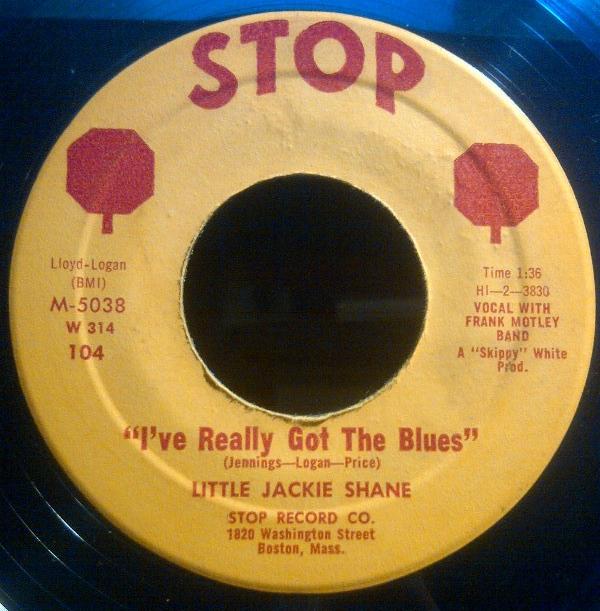 STOP
Lloyd-Logan
(BMI)
M-5038
W 314
104
Time 1:36
HI—2—3830
VOCAL WITH
FRANK MOTLEY
BAND
A "Skippy" White
Prod.
"I've Really Got The Blues"
(Jennings—Logan—Price)
LITTLE JACKIE SHANE
STOP RECORD CO.
1820 Washington Street
Boston, Mass.